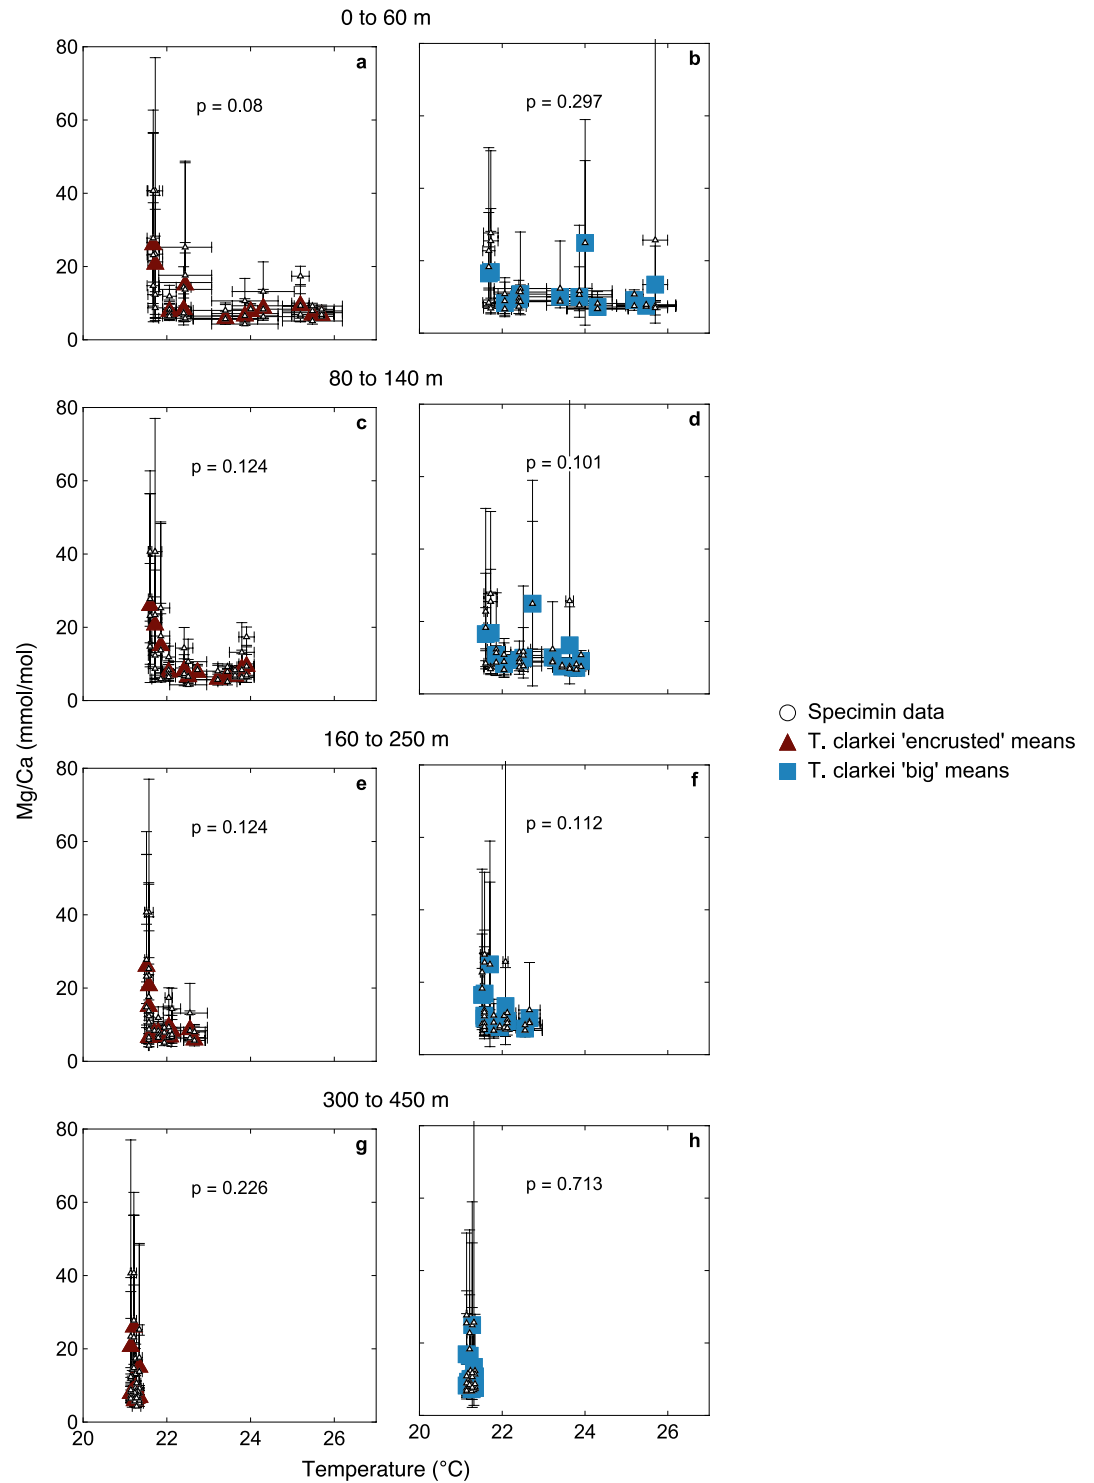 0 to 60 m
80
60
40
20
0
a
p = 0.08
b
p = 0.297
80 to 140 m
80
60
40
20
0
c
p = 0.124
d
p = 0.101
Mg/Ca (mmol/mol)
Specimin data
T. clarkei 'encrusted' means
T. clarkei 'big' means
160 to 250 m
80
60
40
20
0
e
p = 0.124
f
p = 0.112
300 to 450 m
80
60
40
20
0
g
p = 0.226
h
p = 0.713
20 22 24 26 20 22 24 26
Temperature (°C)